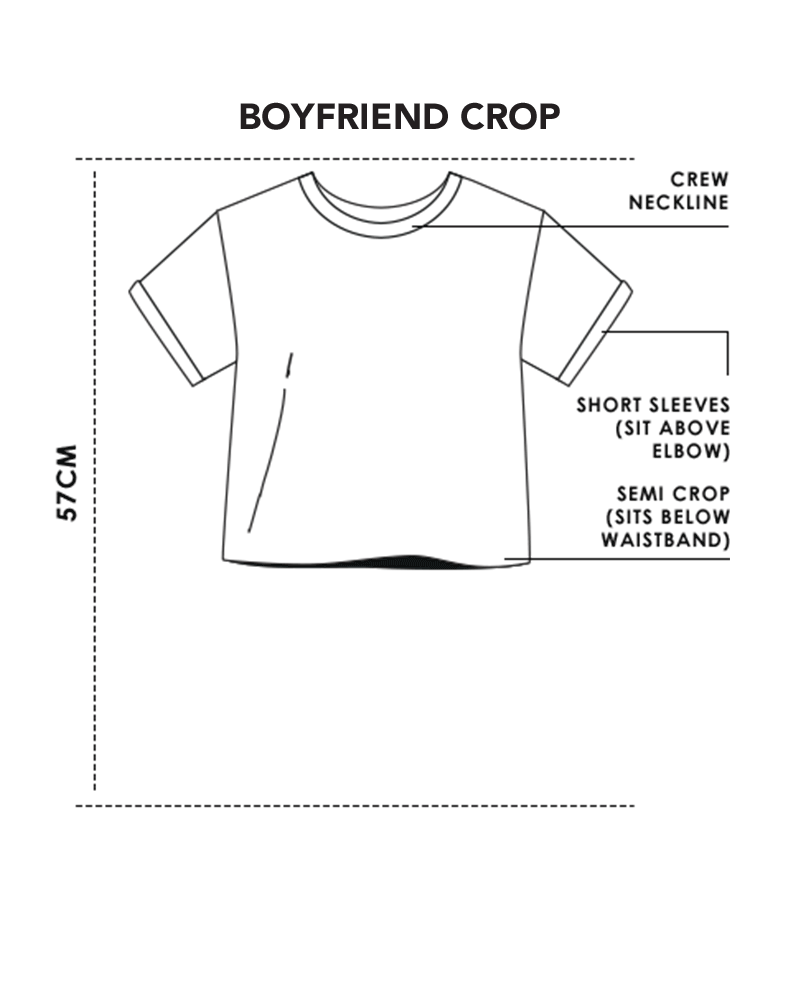 BOYFRIEND CROP
CREW
NECKLINE
57CM
SHORT SLEEVES
(SIT ABOVE
ELBOW)
SEMI CROP
(SITS BELOW
WAISTBAND)